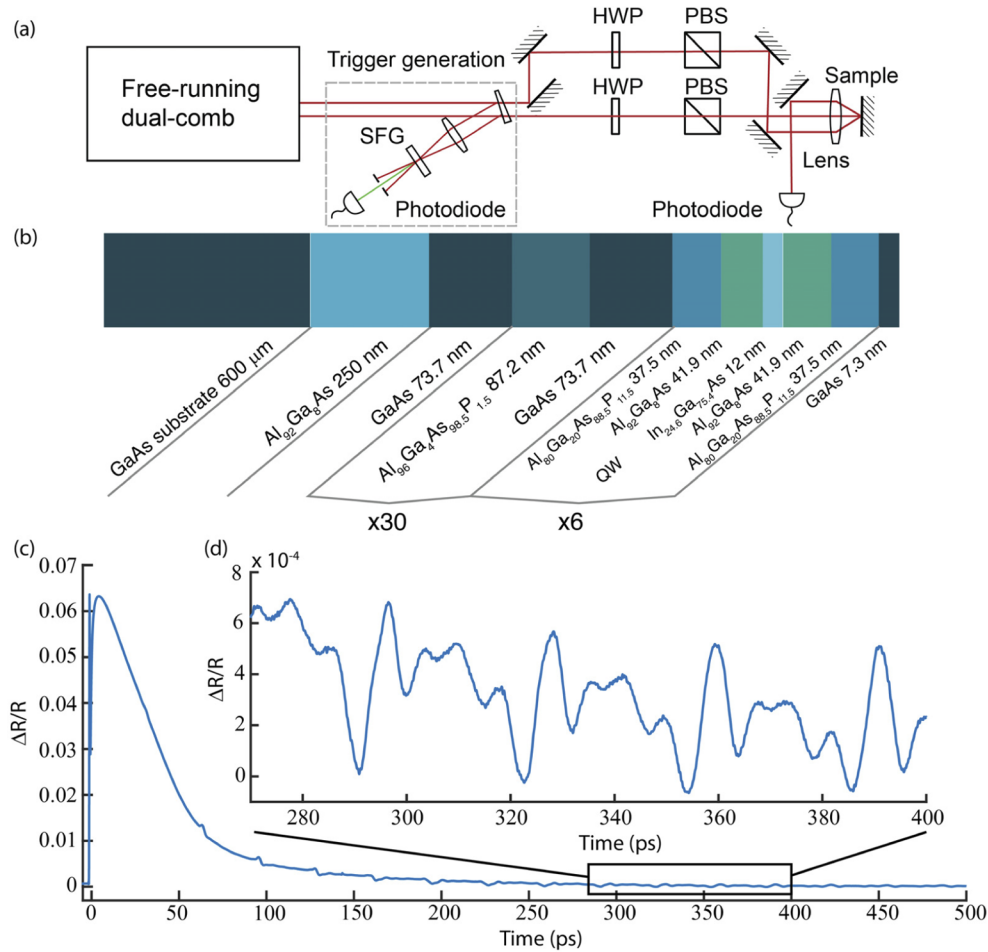 (a)
HWP
PBS
Trigger generation
Free-running
dual-comb
HWP
PBS
Sample
SFG
Lens
Photodiode
Photodiode
(b)
GaAs substrate 600 μm
Al92Ga8As 250 nm
GaAs 73.7 nm
Al96Ga4As98.5P1.5 87.2 nm
GaAs 73.7 nm
Al80Ga20As88.5P11.5 37.5 nm
Al92Ga8As 41.9 nm
QW
In24.6Ga75.4As 12 nm
Al92Ga8As 41.9 nm
Al80Ga20As88.5P11.5 37.5 nm
GaAs 7.3 nm
x30
x6
(c)
0.07
0.06
0.05
0.04
0.03
0.02
0.01
0
ΔR/R
0
50
100
150
200
250
300
350
400
450
500
Time (ps)
(d)
x 10-4
8
6
4
2
0
ΔR/R
280
300
320
340
360
380
400
Time (ps)